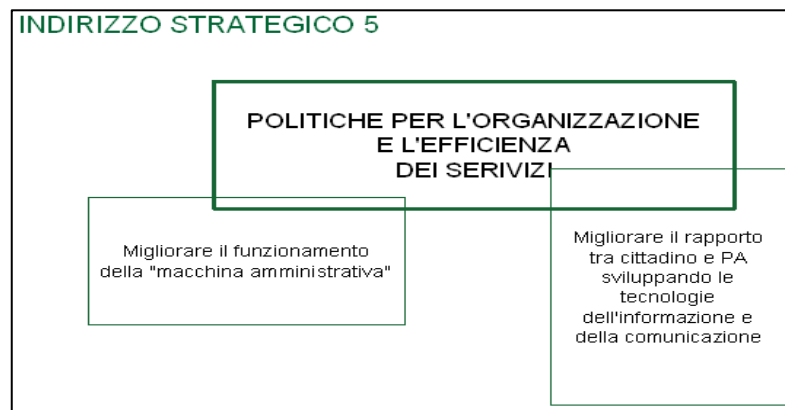 INDIRIZZO STRATEGICO 5
POLITICHE PER L'ORGANIZZAZIONE
E L'EFFICIENZA
DEI SERIVIZI
Migliorare il funzionamento
della "macchina amministrativa"
Migliorare il rapporto
tra cittadino e PA
sviluppando le
tecnologie
dell'informazione e
della comunicazione